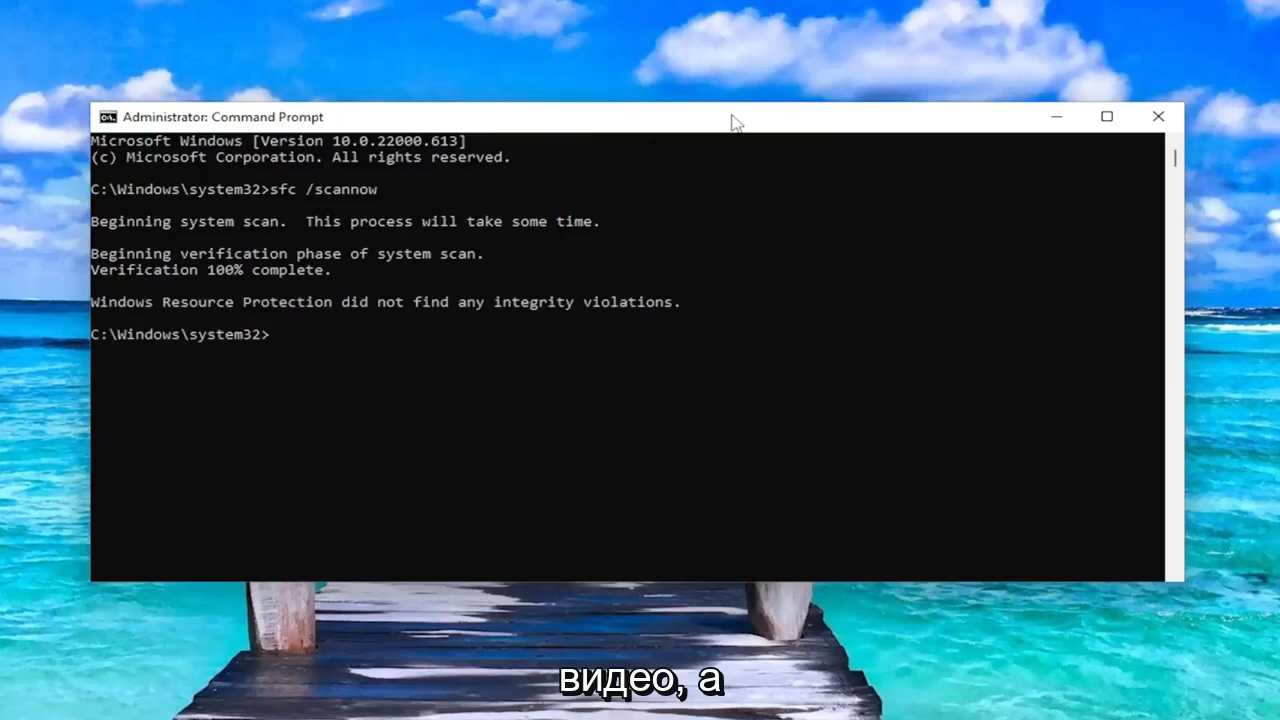 Administrator: Command Prompt
Microsoft Windows [Version 10.0.22000.613]
(c) Microsoft Corporation. All rights reserved.
C:\Windows\system32>sfc /scannow
Beginning system scan.  This process will take some time.
Beginning verification phase of system scan.
Verification 100% complete.
Windows Resource Protection did not find any integrity violations.
C:\Windows\system32>
видео, а